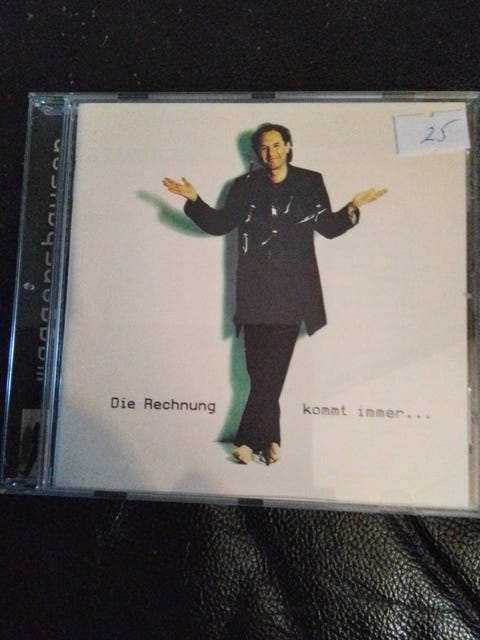 25
Die Rechnung kommt immer...
waggershausen